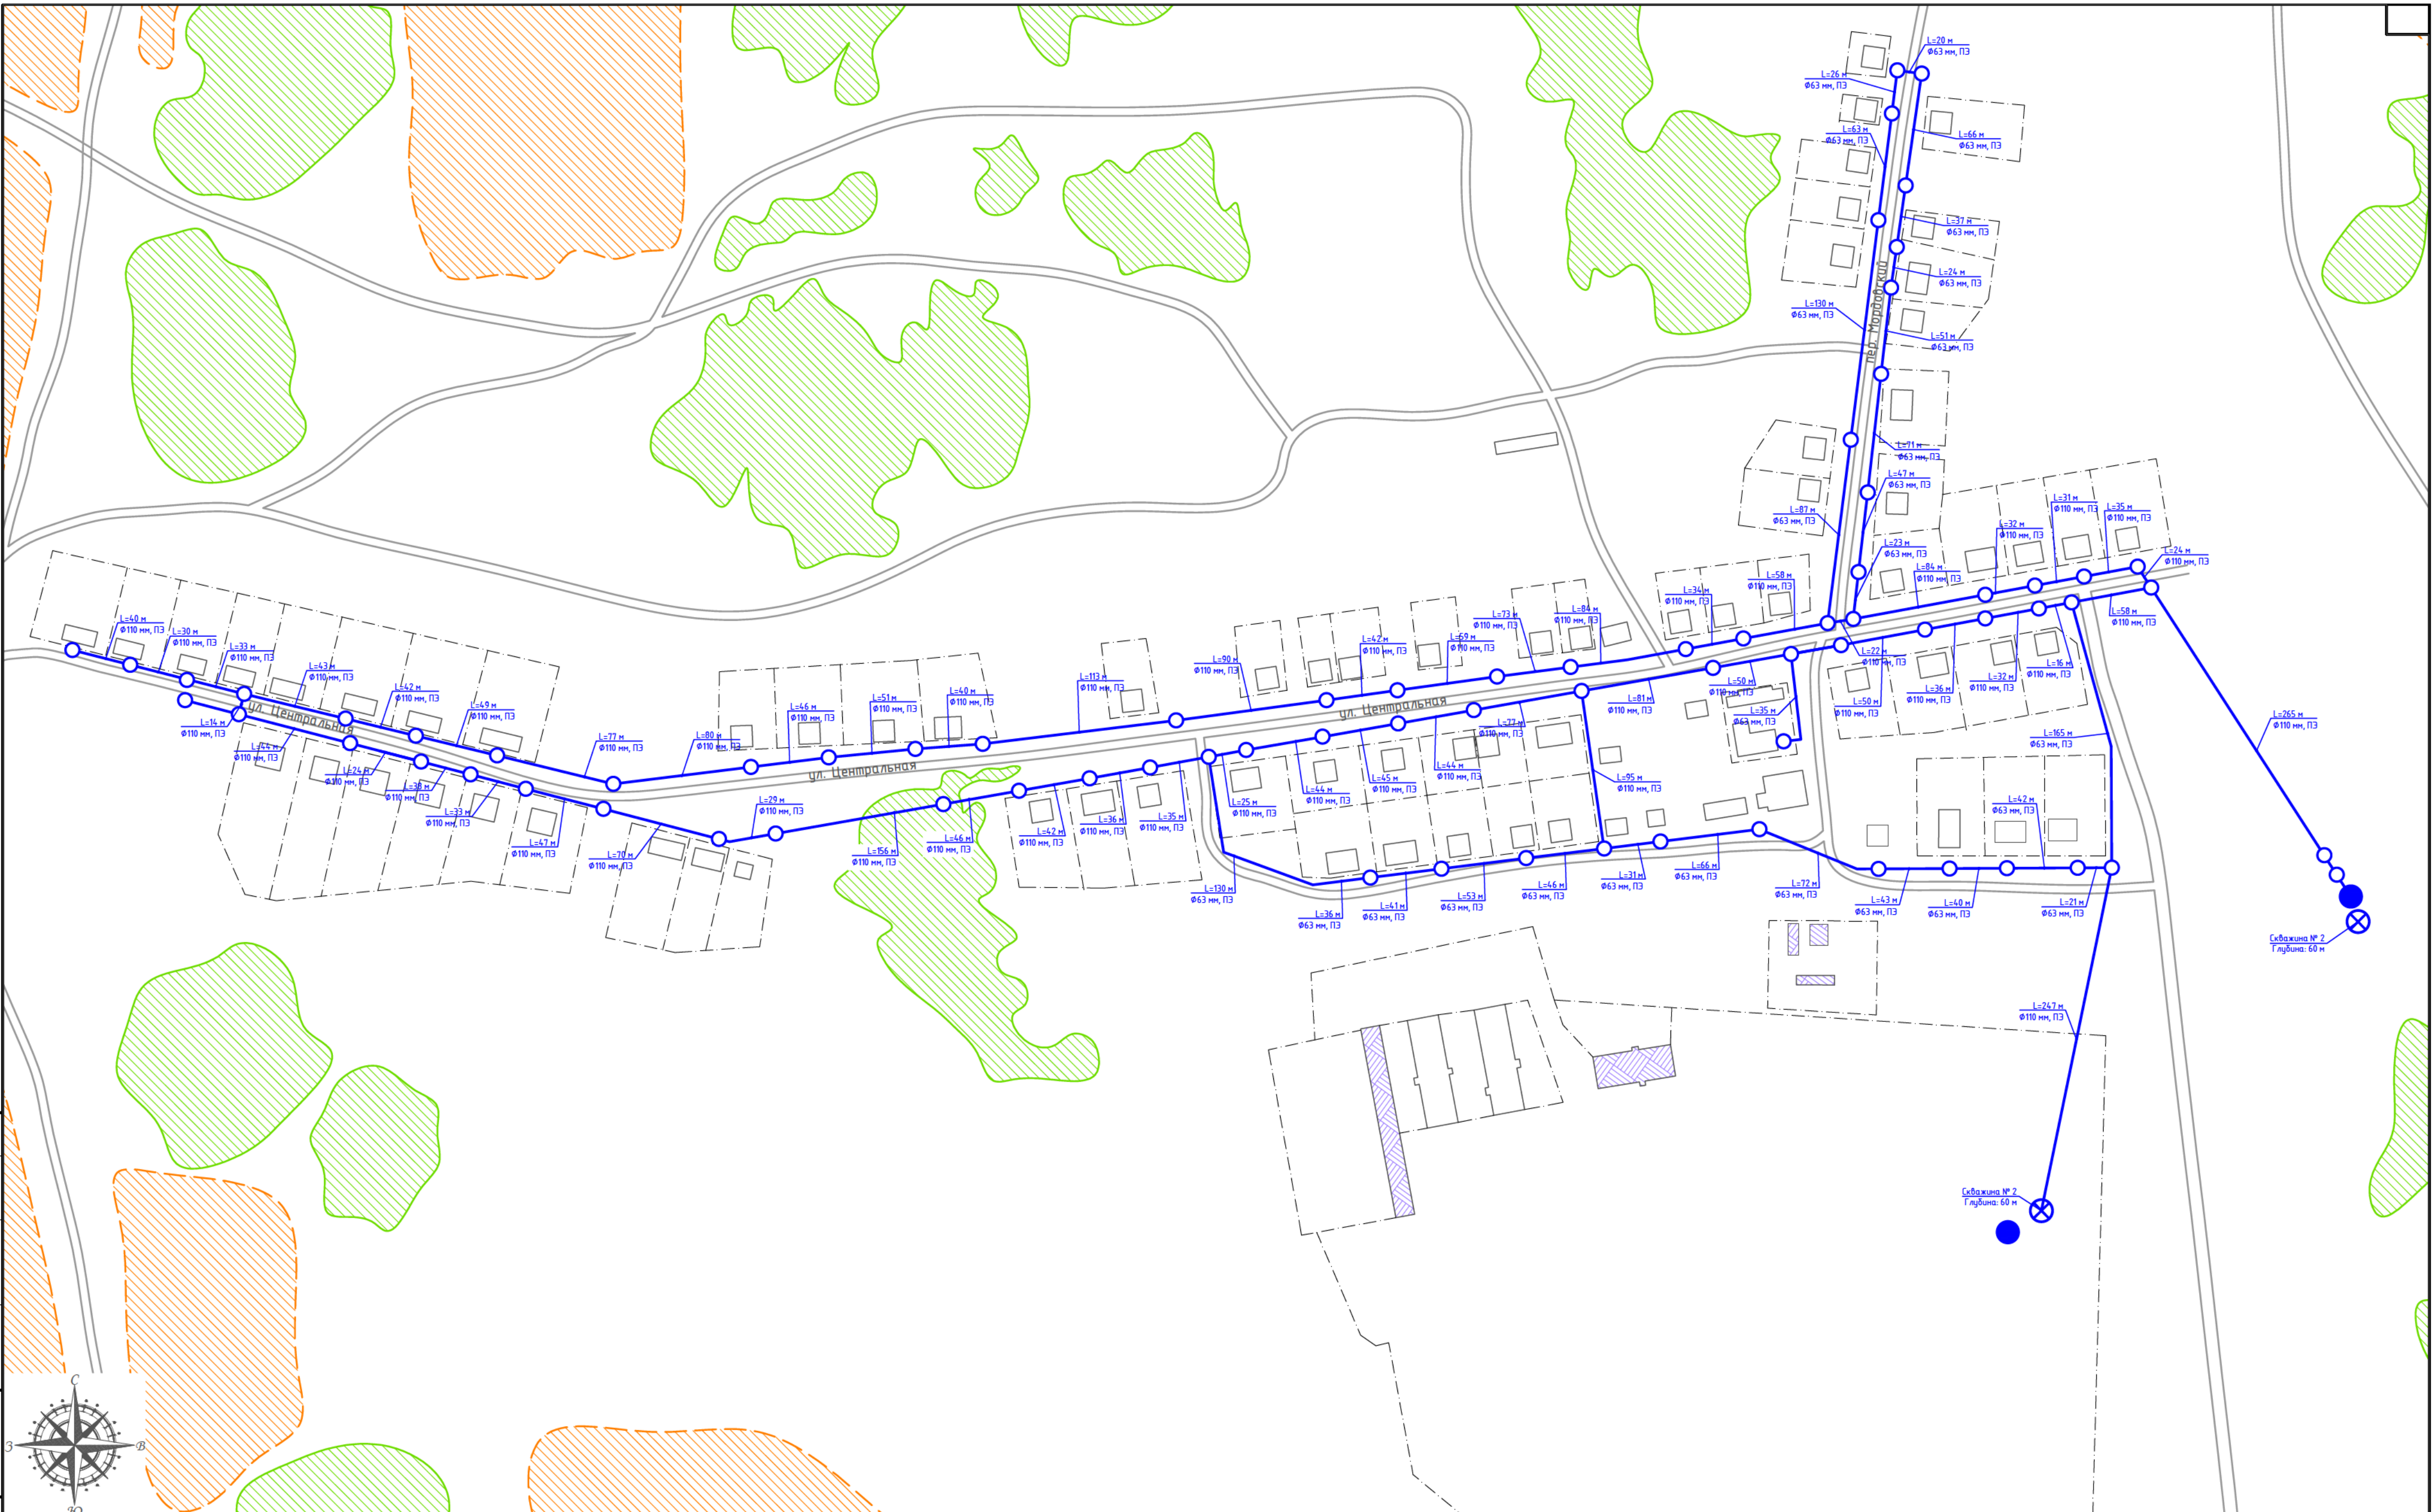 L=20 м
Ф63 мм, ПЭ
L=26 м
Ф63 мм, ПЭ
L=63 м
Ф63 мм, ПЭ
L=66 м
Ф63 мм, ПЭ
L=37 м
Ф63 мм, ПЭ
L=24 м
Ф63 мм, ПЭ
L=130 м
Ф63 мм, ПЭ
пер. Мордовский
L=51 м
Ф63 мм, ПЭ
L=71 м
Ф63 мм, ПЭ
L=47 м
Ф63 мм, ПЭ
L=87 м
Ф63 мм, ПЭ
L=23 м
Ф63 мм, ПЭ
L=84 м
Ф110 мм, ПЭ
L=32 м
Ф110 мм, ПЭ
L=31 м
Ф110 мм, ПЭ
L=35 м
Ф110 мм, ПЭ
L=24 м
Ф110 мм, ПЭ
L=58 м
Ф110 мм, ПЭ
L=40 м
Ф110 мм, ПЭ
L=30 м
Ф110 мм, ПЭ
L=33 м
Ф110 мм, ПЭ
L=43 м
Ф110 мм, ПЭ
L=42 м
Ф110 мм, ПЭ
L=49 м
Ф110 мм, ПЭ
L=77 м
Ф110 мм, ПЭ
L=80 м
Ф110 мм, ПЭ
L=46 м
Ф110 мм, ПЭ
L=51 м
Ф110 мм, ПЭ
L=40 м
Ф110 мм, ПЭ
L=113 м
Ф110 мм, ПЭ
L=90 м
Ф110 мм, ПЭ
L=42 м
Ф110 мм, ПЭ
L=69 м
Ф110 мм, ПЭ
L=73 м
Ф110 мм, ПЭ
L=84 м
Ф110 мм, ПЭ
L=34 м
Ф110 мм, ПЭ
L=58 м
Ф110 мм, ПЭ
L=22 м
Ф110 мм, ПЭ
ул. Центральная
ул. Центральная
ул. Центральная
L=14 м
Ф110 мм, ПЭ
L=44 м
Ф110 мм, ПЭ
L=24 м
Ф110 мм, ПЭ
Ф110 мм, ПЭ
L=33 м
Ф110 мм, ПЭ
L=47 м
Ф110 мм, ПЭ
L=70 м
Ф110 мм, ПЭ
L=29 м
Ф110 мм, ПЭ
L=156 м
Ф110 мм, ПЭ
L=46 м
Ф110 мм, ПЭ
L=42 м
Ф110 мм, ПЭ
L=36 м
Ф110 мм, ПЭ
L=35 м
Ф110 мм, ПЭ
L=25 м
Ф110 мм, ПЭ
L=44 м
Ф110 мм, ПЭ
L=45 м
Ф110 мм, ПЭ
L=44 м
Ф110 мм, ПЭ
L=77 м
Ф110 мм, ПЭ
L=81 м
Ф110 мм, ПЭ
L=50 м
Ф110 мм, ПЭ
L=35 м
Ф63 мм, ПЭ
L=50 м
Ф110 мм, ПЭ
L=36 м
Ф110 мм, ПЭ
L=32 м
Ф110 мм, ПЭ
L=16 м
Ф110 мм, ПЭ
L=165 м
Ф63 мм, ПЭ
L=265 м
Ф110 мм, ПЭ
L=95 м
Ф110 мм, ПЭ
L=130 м
Ф63 мм, ПЭ
L=36 м
Ф63 мм, ПЭ
L=41 м
Ф63 мм, ПЭ
L=53 м
Ф63 мм, ПЭ
L=46 м
Ф63 мм, ПЭ
L=31 м
Ф63 мм, ПЭ
L=66 м
Ф63 мм, ПЭ
L=72 м
Ф63 мм, ПЭ
L=43 м
Ф63 мм, ПЭ
L=40 м
Ф63 мм, ПЭ
L=42 м
Ф63 мм, ПЭ
L=21 м
Ф63 мм, ПЭ
Скважина № 2
Глубина: 60 м
L=247 м
Ф110 мм, ПЭ
Скважина № 2
Глубина: 60 м
С
З
В
Ю